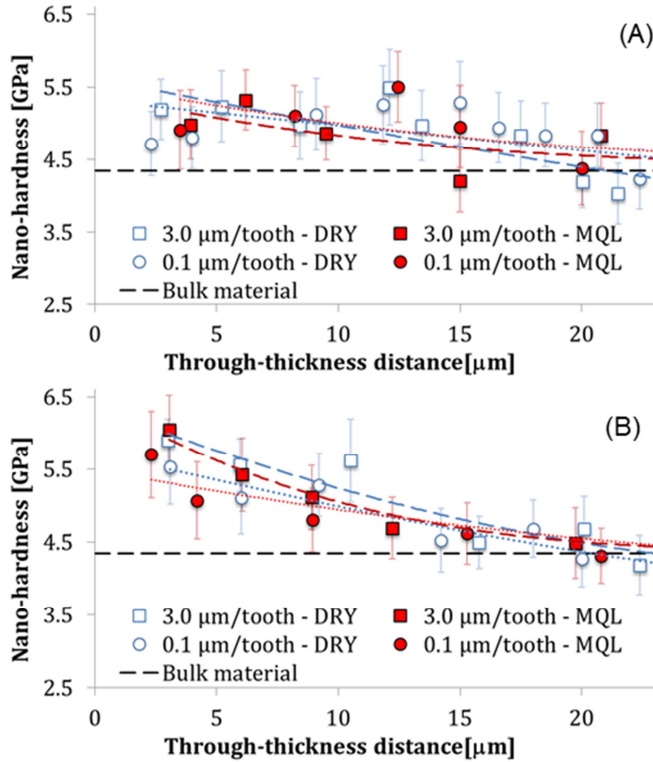 (A)
Nano-hardness [GPa]
6.5
5.5
4.5
3.5
2.5
3.0 μm/tooth - DRY
3.0 μm/tooth - MQL
0.1 μm/tooth - DRY
0.1 μm/tooth - MQL
Bulk material
0 5 10 15 20
Through-thickness distance[μm]
(B)
Nano-hardness [GPa]
6.5
5.5
4.5
3.5
2.5
3.0 μm/tooth - DRY
3.0 μm/tooth - MQL
0.1 μm/tooth - DRY
0.1 μm/tooth - MQL
Bulk material
0 5 10 15 20
Through-thickness distance[μm]